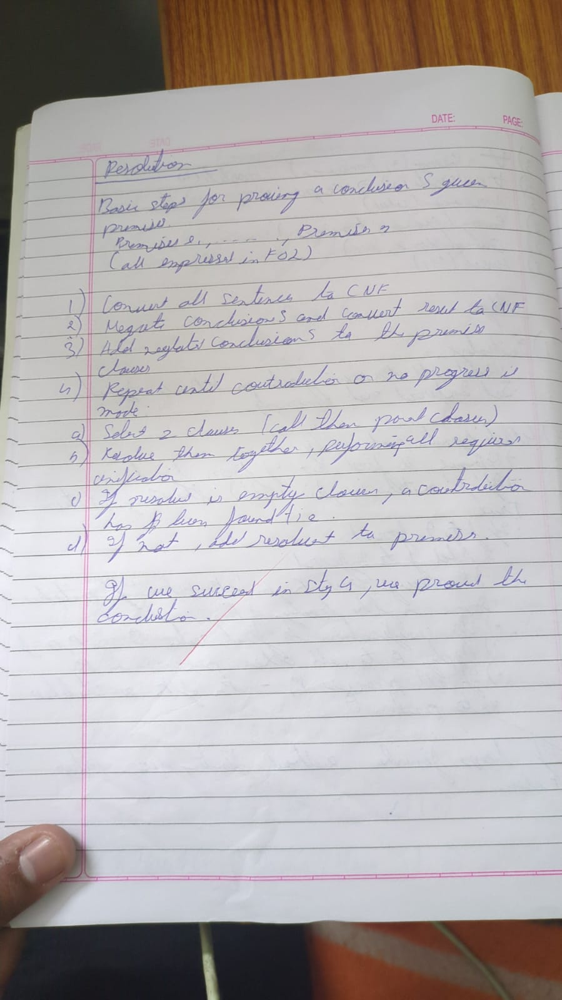 DATE:
PAGE:
Resolution
Basic steps for proving a conclusion S given
premises
Premises 1, ....., Premises n
(all expressed in FOL)
1) Convert all sentences to CNF
2) Negate conclusion S and convert result to CNF
3) Add negated conclusion S to the premises
clauses
4) Repeat until contradiction or no progress is
made.
a) Select 2 clauses (call them parent clauses)
b) Resolve them together, performing all required
unification
c) If resolvent is empty clause, a contradiction
has been found
d) If not, add resolvent to premises.
If we succeed in step 4, we proved the
conclusion.